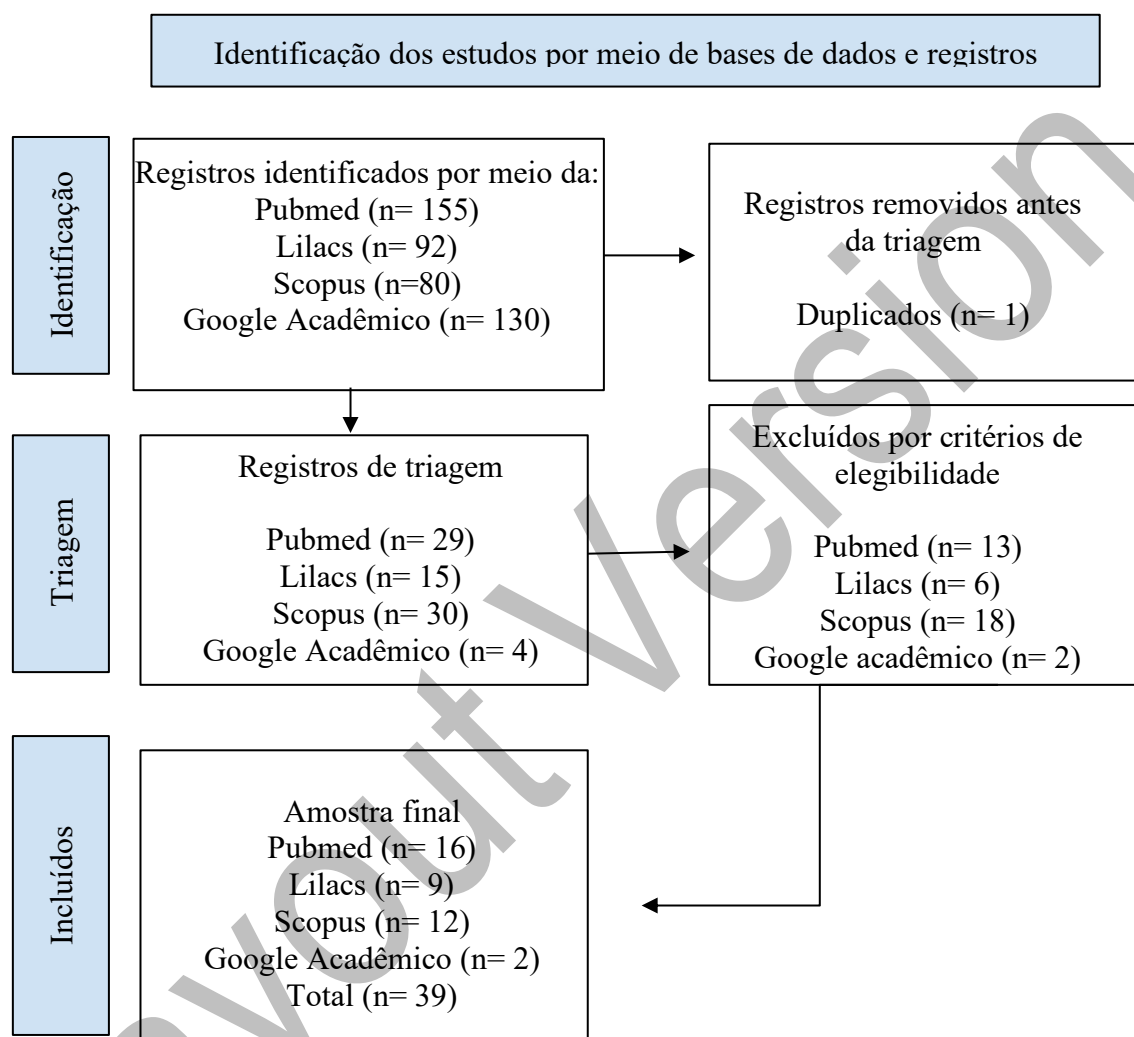 Identificação dos estudos por meio de bases de dados e registros
Identificação
Registros identificados por meio da:
Pubmed (n= 155)
Lilacs (n= 92)
Scopus (n=80)
Google Acadêmico (n= 130)
Registros removidos antes
da triagem
Duplicados (n= 1)
Triagem
Registros de triagem
Pubmed (n= 29)
Lilacs (n= 15)
Scopus (n= 30)
Google Acadêmico (n= 4)
Excluídos por critérios de
elegibilidade
Pubmed (n= 13)
Lilacs (n= 6)
Scopus (n= 18)
Google acadêmico (n= 2)
Incluídos
Amostra final
Pubmed (n= 16)
Lilacs (n= 9)
Scopus (n= 12)
Google Acadêmico (n= 2)
Total (n= 39)
yout Version